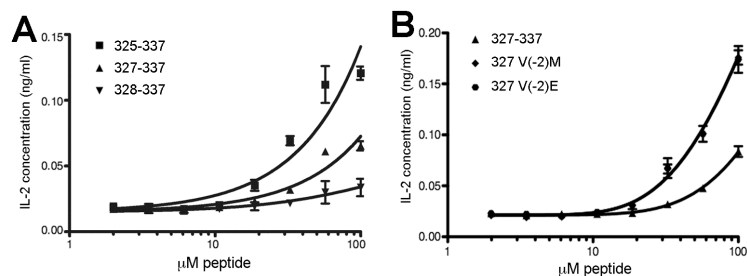 A
IL-2 concentration (ng/ml)
0.15
0.10
0.05
0.00
325-337
327-337
328-337
1
10
100
μM peptide
B
IL-2 concentration (ng/ml)
0.20
0.15
0.10
0.05
0.00
327-337
327 V(-2)M
327 V(-2)E
1
10
100
μM peptide